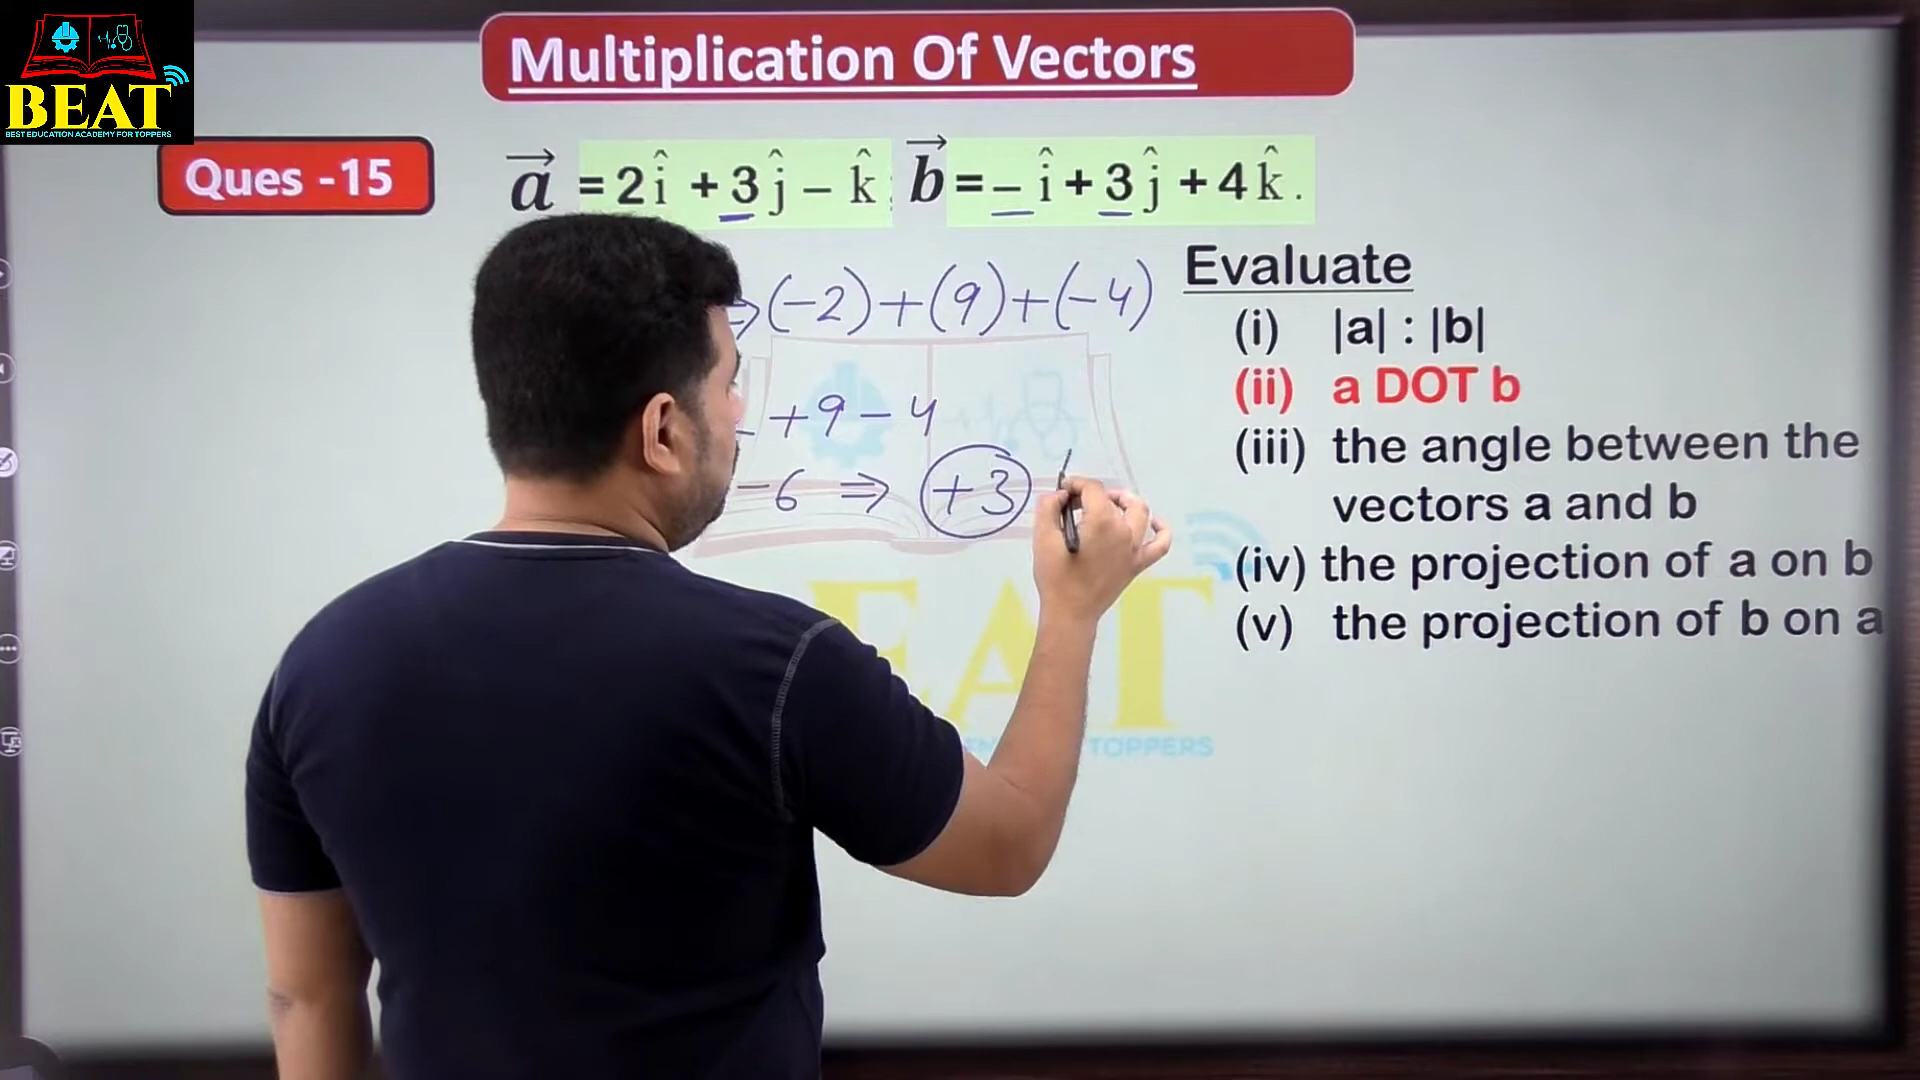 BEAT
BEST EDUCATION ACADEMY FOR TOPPERS
Multiplication Of Vectors
Ques -15
a⃗ = 2î + 3ĵ – k̂ ; b⃗ = – î + 3ĵ + 4k̂ .
⇒ (-2) + (9) + (-4)
+ 9 - 4
- 6 ⇒ +3
Evaluate
(i) |a| : |b|
(ii) a DOT b
(iii) the angle between the
vectors a and b
(iv) the projection of a on b
(v) the projection of b on a
EAT
TOPPERS